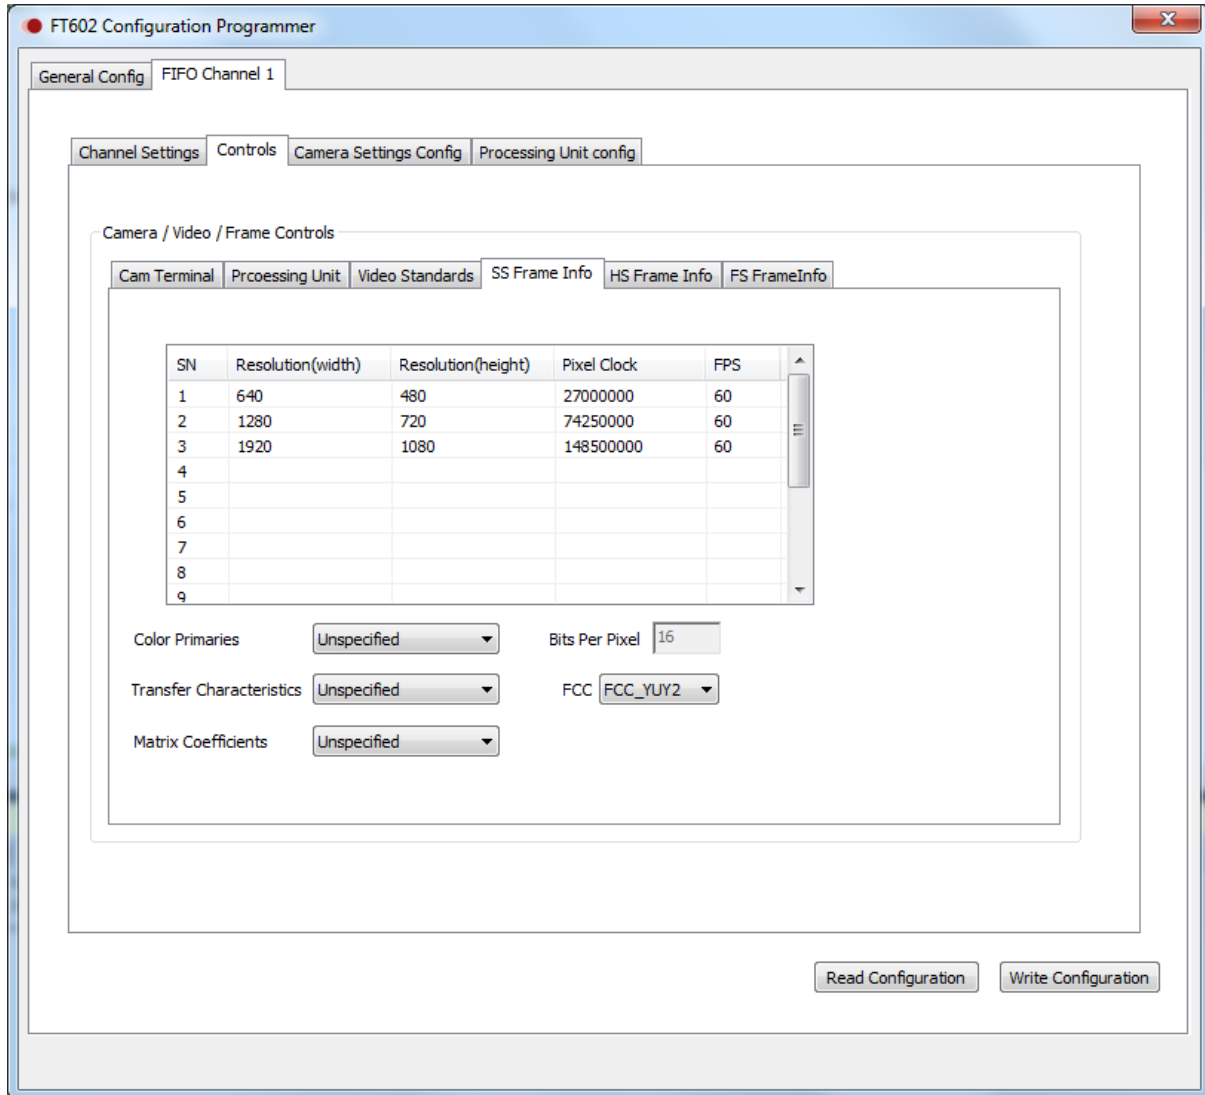 FT602 Configuration Programmer
X
General Config FIFO Channel 1
Channel Settings Controls Camera Settings Config Processing Unit config
Camera / Video / Frame Controls
Cam Terminal Prcoessing Unit Video Standards SS Frame Info HS Frame Info FS FrameInfo
SN Resolution(width) Resolution(height) Pixel Clock FPS
1 640 480 27000000 60
2 1280 720 74250000 60
3 1920 1080 148500000 60
4
5
6
7
8
9
Color Primaries Unspecified Bits Per Pixel 16
Transfer Characteristics Unspecified FCC FCC_YUY2
Matrix Coefficients Unspecified
Read Configuration Write Configuration